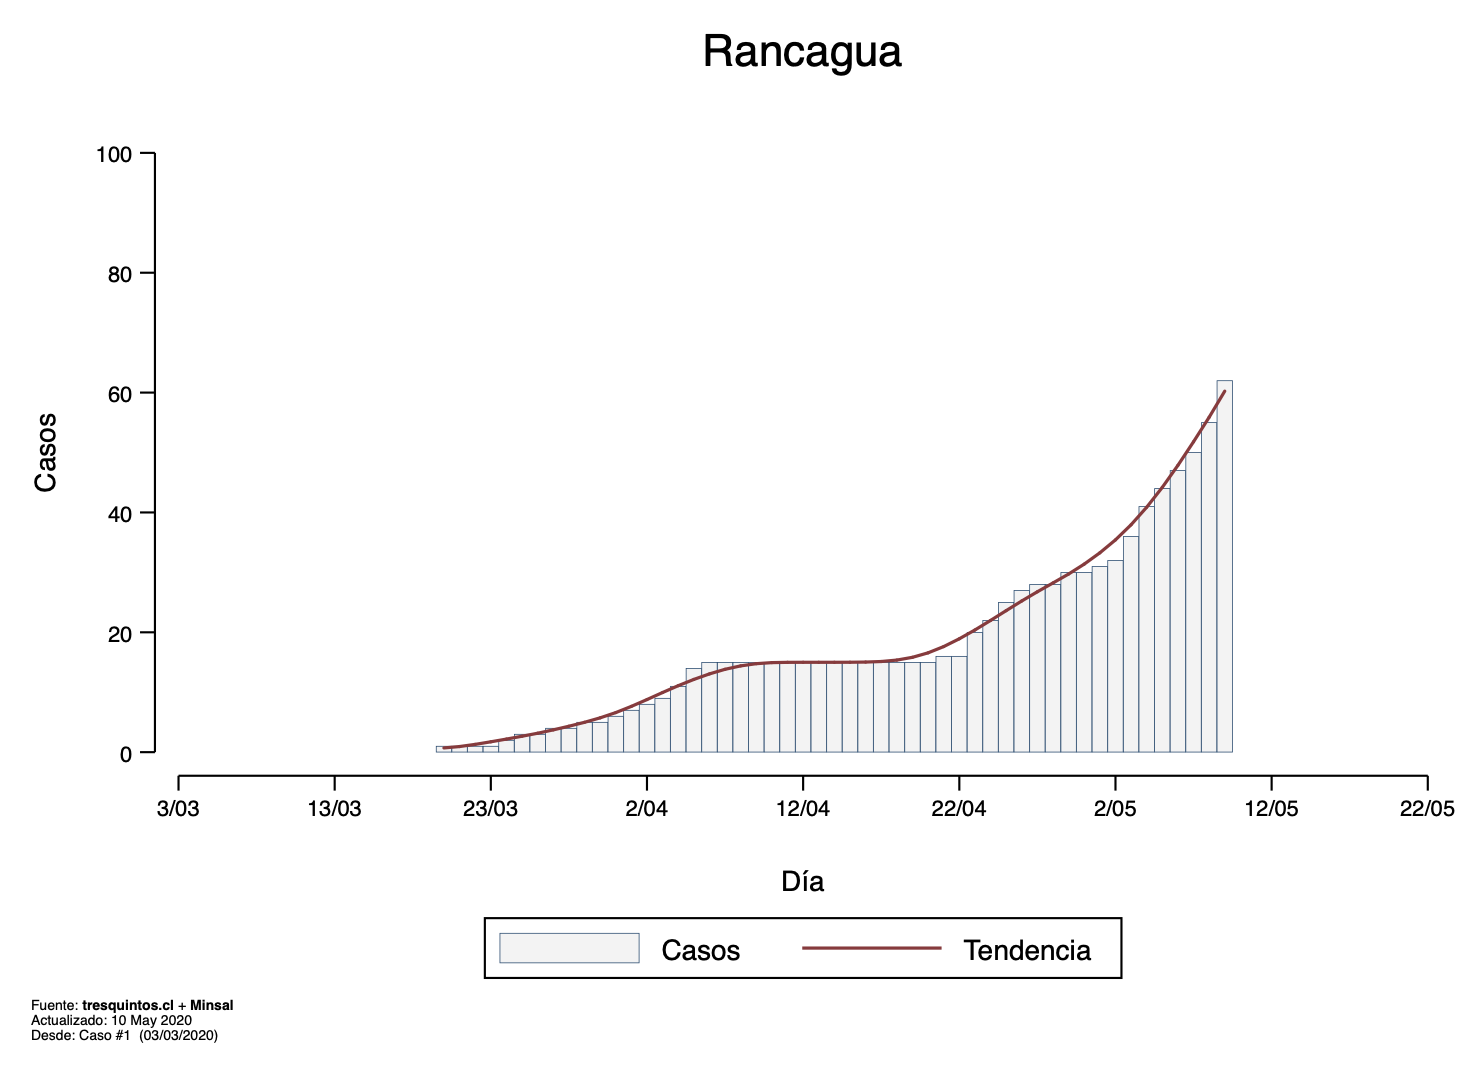 Rancagua
100
80
60
40
20
0
Casos
3/03 13/03 23/03 2/04 12/04 22/04 2/05 12/05 22/05
Día
Casos Tendencia
Fuente: tresquintos.cl + Minsal
Actualizado: 10 May 2020
Desde: Caso #1 (03/03/2020)